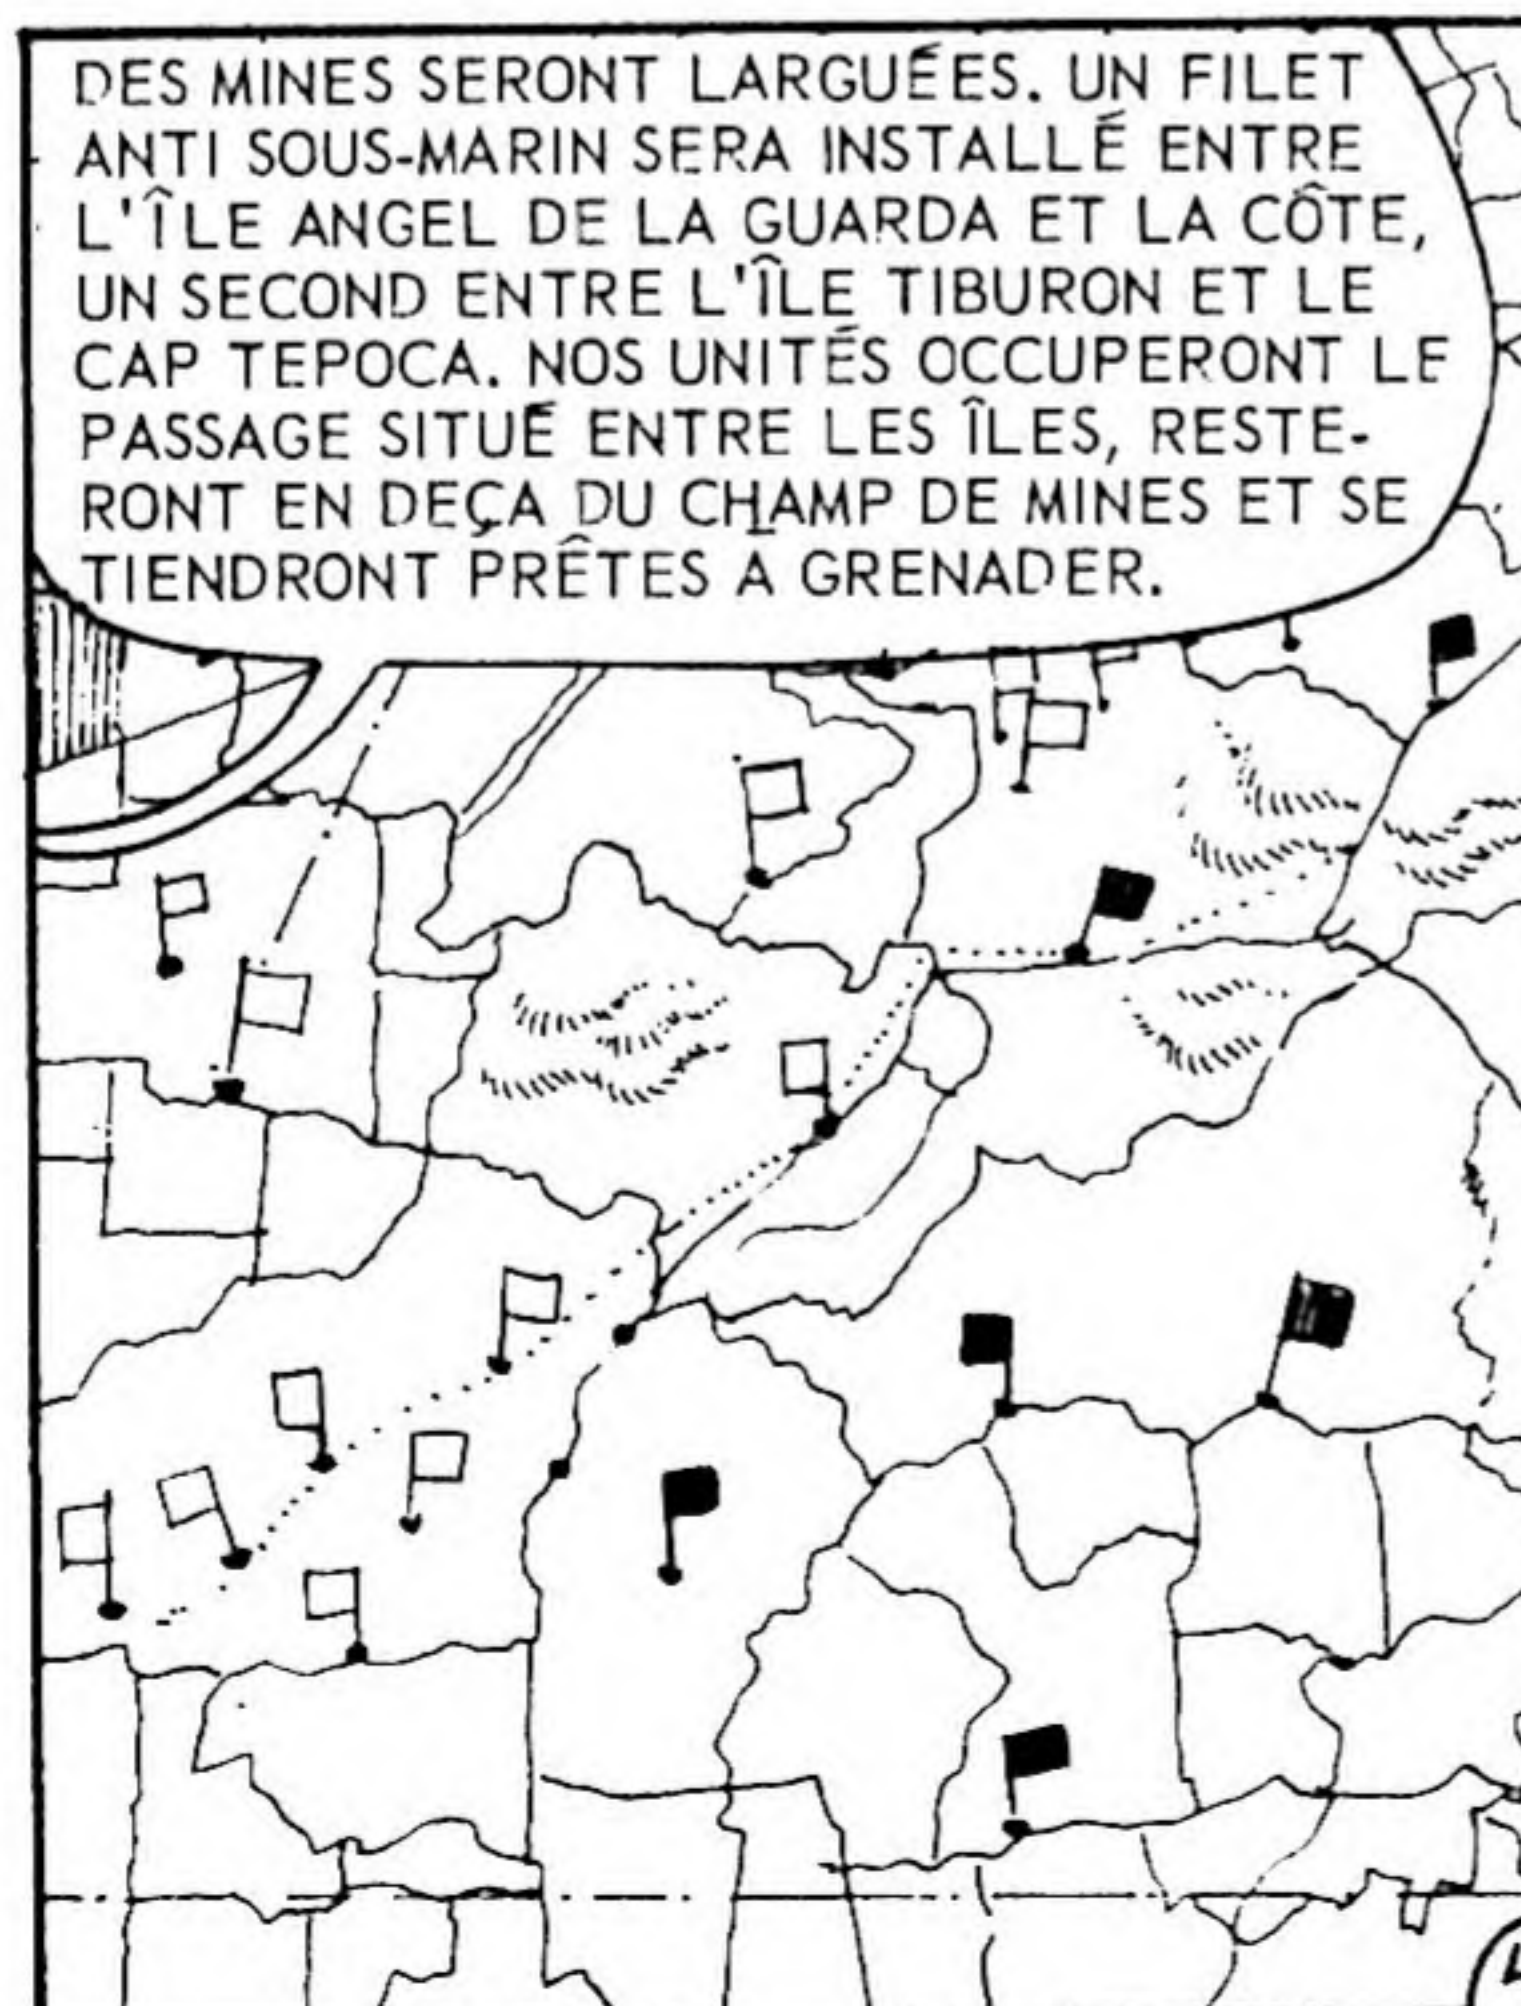 DES MINES SERONT LARGUÉES. UN FILET
ANTI SOUS-MARIN SERA INSTALLÉ ENTRE
L'ÎLE ANGEL DE LA GUARDA ET LA CÔTE,
UN SECOND ENTRE L'ÎLE TIBURON ET LE
CAP TEPOCA. NOS UNITÉS OCCUPERONT LE
PASSAGE SITUÉ ENTRE LES ÎLES, RESTE-
RONT EN DEÇA DU CHAMP DE MINES ET SE
TIENDRONT PRÊTES A GRENADER.